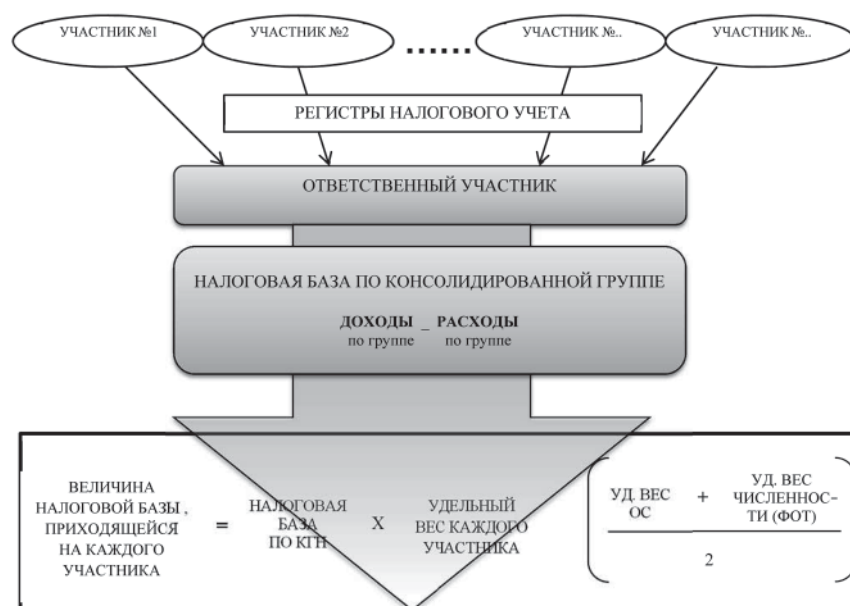 УЧАСТНИК №1
УЧАСТНИК №2
......
УЧАСТНИК №..
УЧАСТНИК №..
РЕГИСТРЫ НАЛОГОВОГО УЧЕТА
ОТВЕТСТВЕННЫЙ УЧАСТНИК
НАЛОГОВАЯ БАЗА ПО КОНСОЛИДИРОВАННОЙ ГРУППЕ
ДОХОДЫ – РАСХОДЫ
по группе по группе
ВЕЛИЧИНА
НАЛОГОВОЙ БАЗЫ ,
ПРИХОДЯЩЕЙСЯ
НА КАЖДОГО
УЧАСТНИКА
=
НАЛОГОВАЯ
БАЗА
ПО КГН
X
УДЕЛЬНЫЙ
ВЕС КАЖДОГО
УЧАСТНИКА
УД. ВЕС
ОС
+
УД. ВЕС
ЧИСЛЕННОС-
ТИ (ФОТ)
2